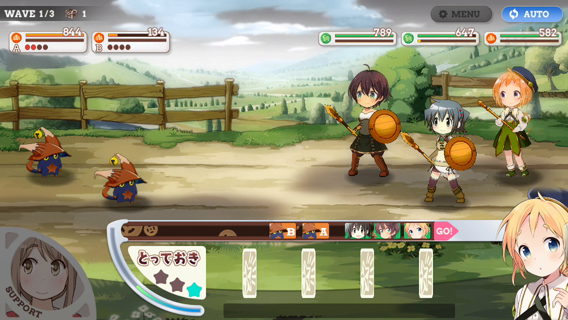 WAVE 1/3 1
MENU
AUTO
844
A
134
B
789
647
582
B
A
GO!
とっておき
SUPPORT